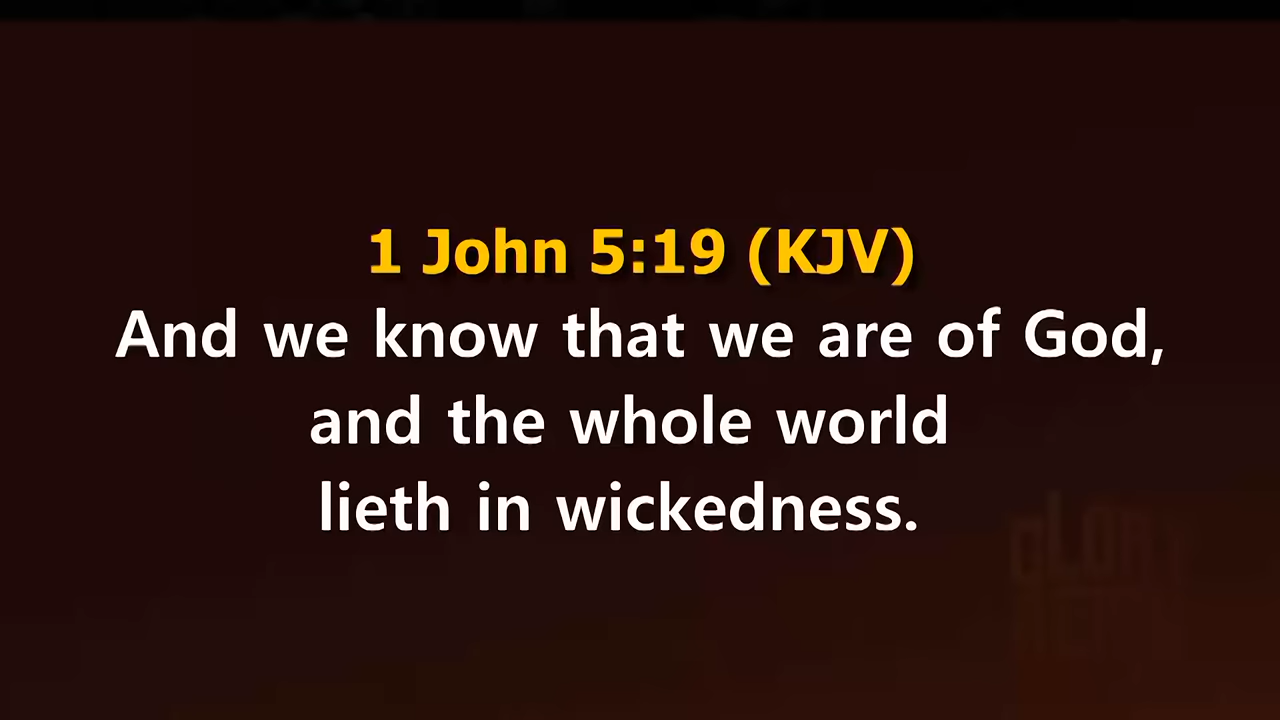 1 John 5:19 (KJV)
And we know that we are of God,
and the whole world
lieth in wickedness.
GLORY